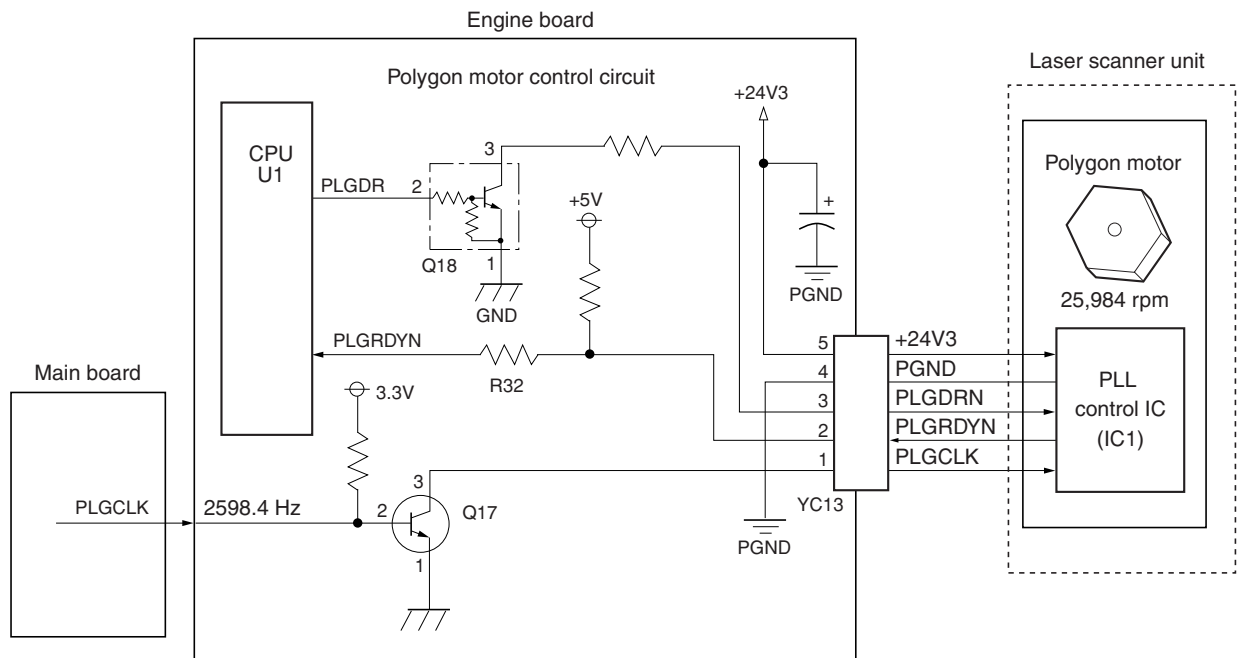 Engine board
Polygon motor control circuit
Laser scanner unit
+24V3
CPU
U1
3
PLGDR
2
Q18
1
GND
+5V
+
PGND
Polygon motor
25,984 rpm
PLGRDYN
R32
Main board
3.3V
5
+24V3
4
PGND
3
PLGDRN
2
PLGRDYN
1
PLGCLK
YC13
PLL
control IC
(IC1)
PLGCLK
2598.4 Hz
2
3
Q17
1
PGND